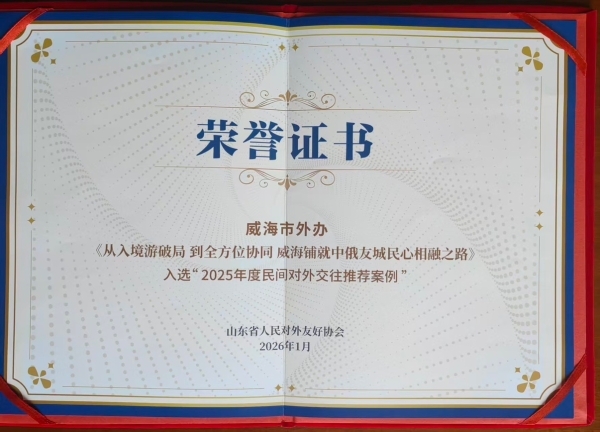 荣誉证书
威海市外办
《从入境游破局 到全方位协同 威海铺就中俄友城民心相融之路》
入选“2025年度民间对外交往推荐案例”
山东省人民对外友好协会
2026年1月